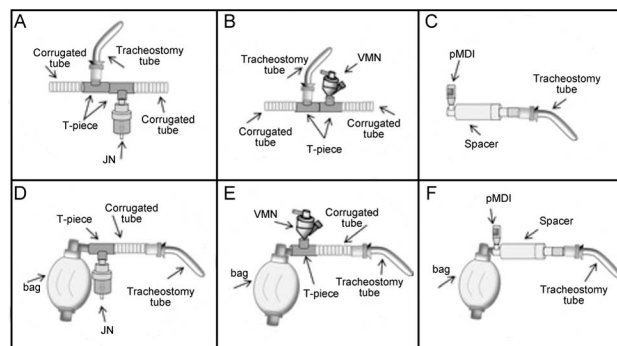 A
Corrugated
tube
Tracheostomy
tube
T-piece
Corrugated
tube
JN
B
VMN
Tracheostomy
tube
Corrugated
tube
T-piece
Corrugated
tube
C
pMDI
Tracheostomy
tube
Spacer
D
T-piece
Corrugated
tube
bag
Tracheostomy
tube
JN
E
VMN
Corrugated
tube
bag
Tracheostomy
tube
T-piece
F
pMDI
Spacer
bag
Tracheostomy
tube